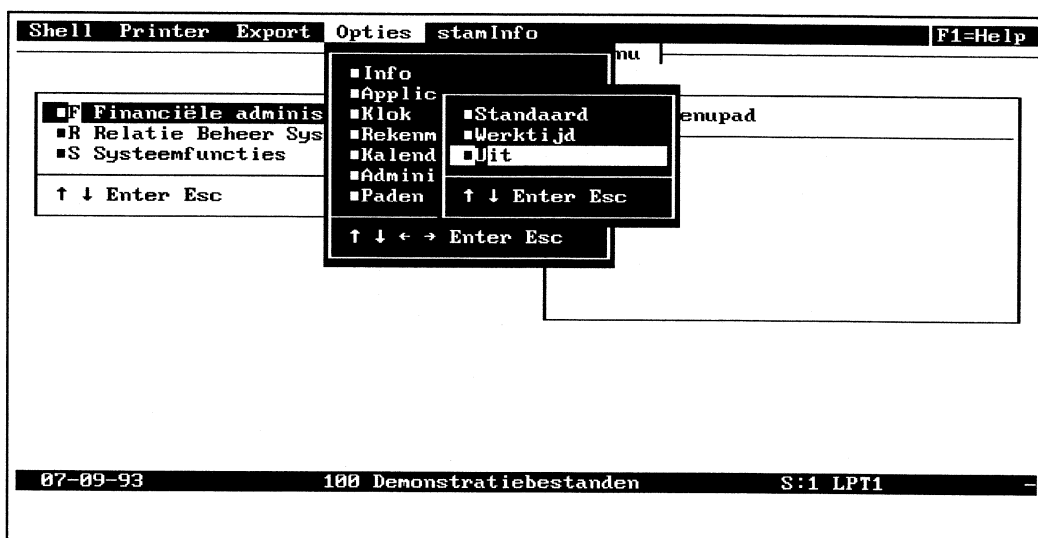 Shell Printer Export Opties stamInfo F1=Help
nu
■Info
■Applic
■F Financiële adminis ■Klok ■Standaard enupad
■R Relatie Beheer Sys ■Rekenm ■Werktijd
■S Systeemfuncties ■Kalend ■Uit
■Admini
↑ ↓ Enter Esc ■Paden ↑ ↓ Enter Esc
↑ ↓ ← → Enter Esc
07-09-93 100 Demonstratiebestanden S:1 LPT1 –